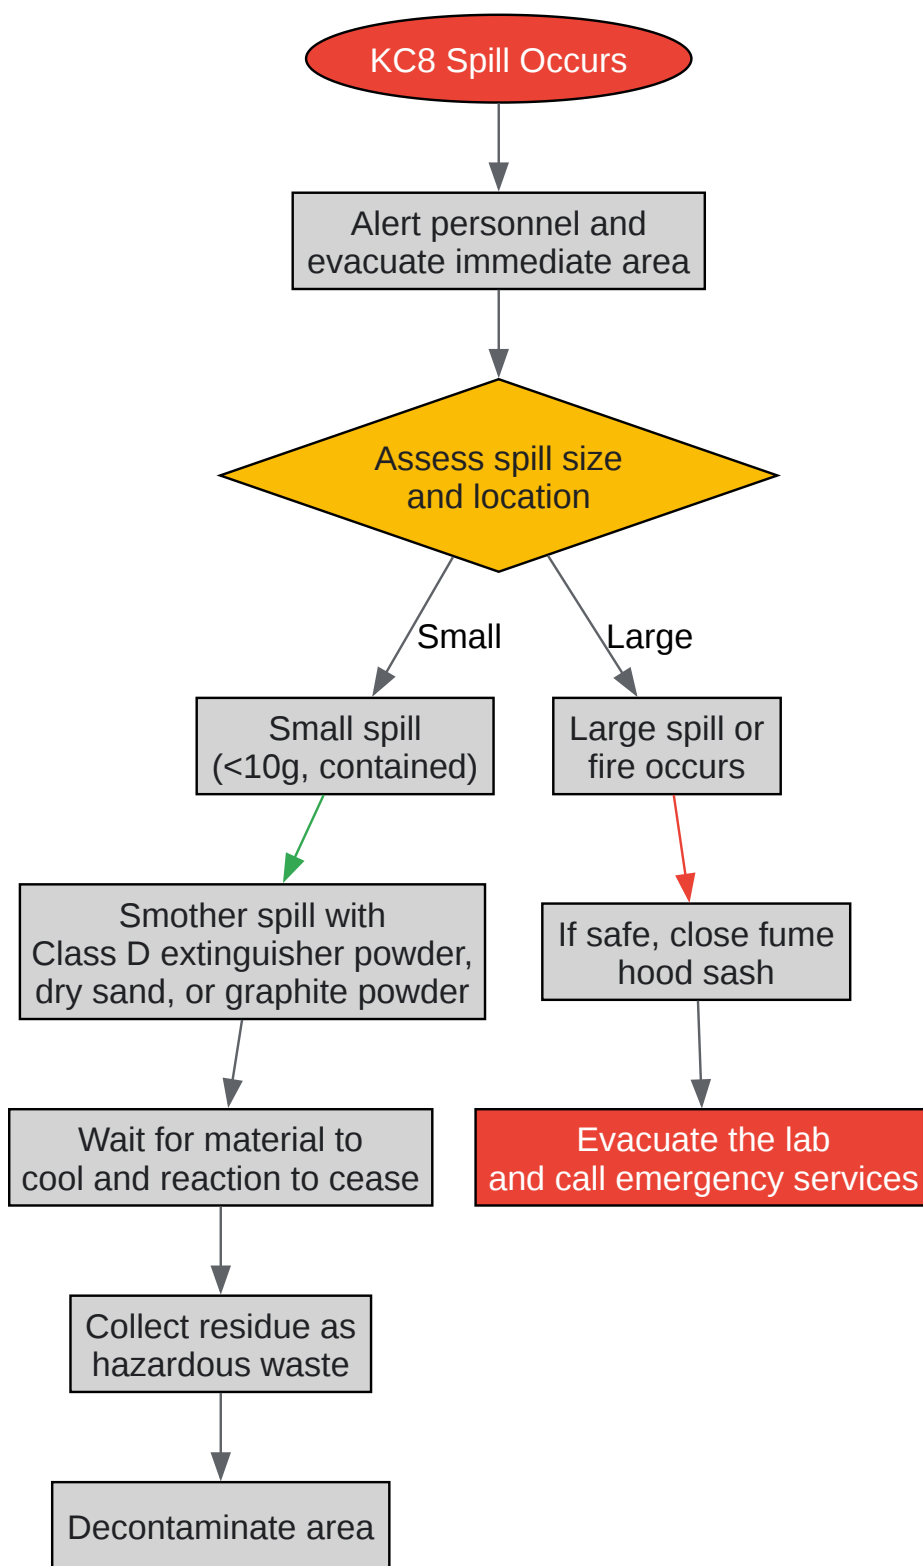 KC8 Spill Occurs
Alert personnel and
evacuate immediate area
Assess spill size
and location
Small
Large
Small spill
(<10g, contained)
Large spill or
fire occurs
Smother spill with
Class D extinguisher powder,
dry sand, or graphite powder
If safe, close fume
hood sash
Wait for material to
cool and reaction to cease
Evacuate the lab
and call emergency services
Collect residue as
hazardous waste
Decontaminate area